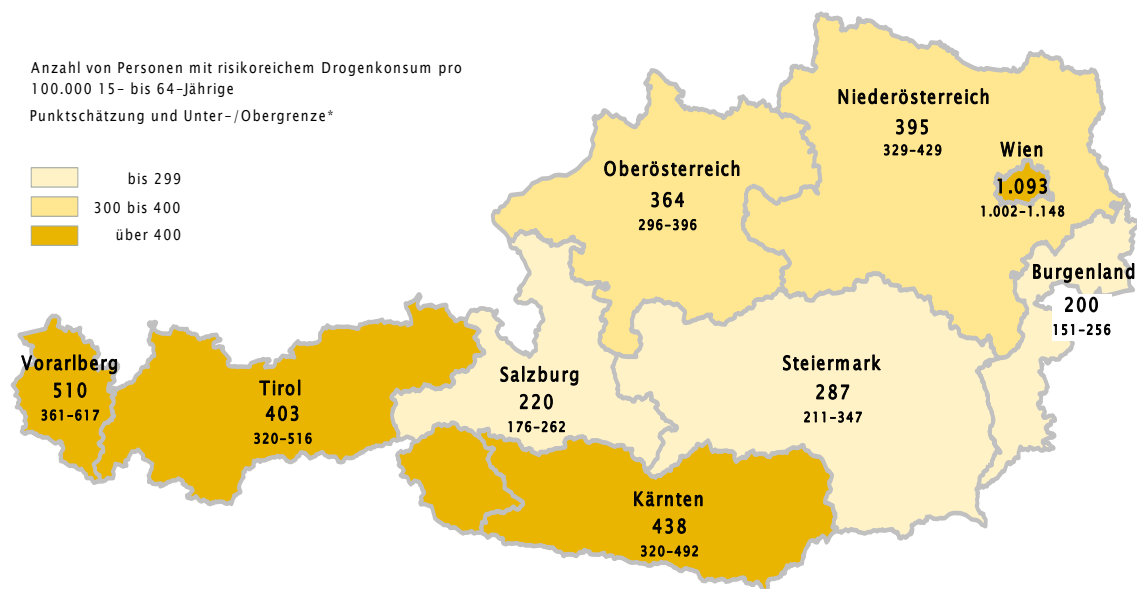 Anzahl von Personen mit risikoreichem Drogenkonsum pro
100.000 15- bis 64-Jährige
Punktschätzung und Unter-/Obergrenze*
bis 299
300 bis 400
über 400
Niederösterreich
395
329-429
Wien
1.093
1.002-1.148
Oberösterreich
364
296-396
Burgenland
200
151-256
Vorarlberg
510
361-617
Tirol
403
320-516
Salzburg
220
176-262
Steiermark
287
211-347
Kärnten
438
320-492